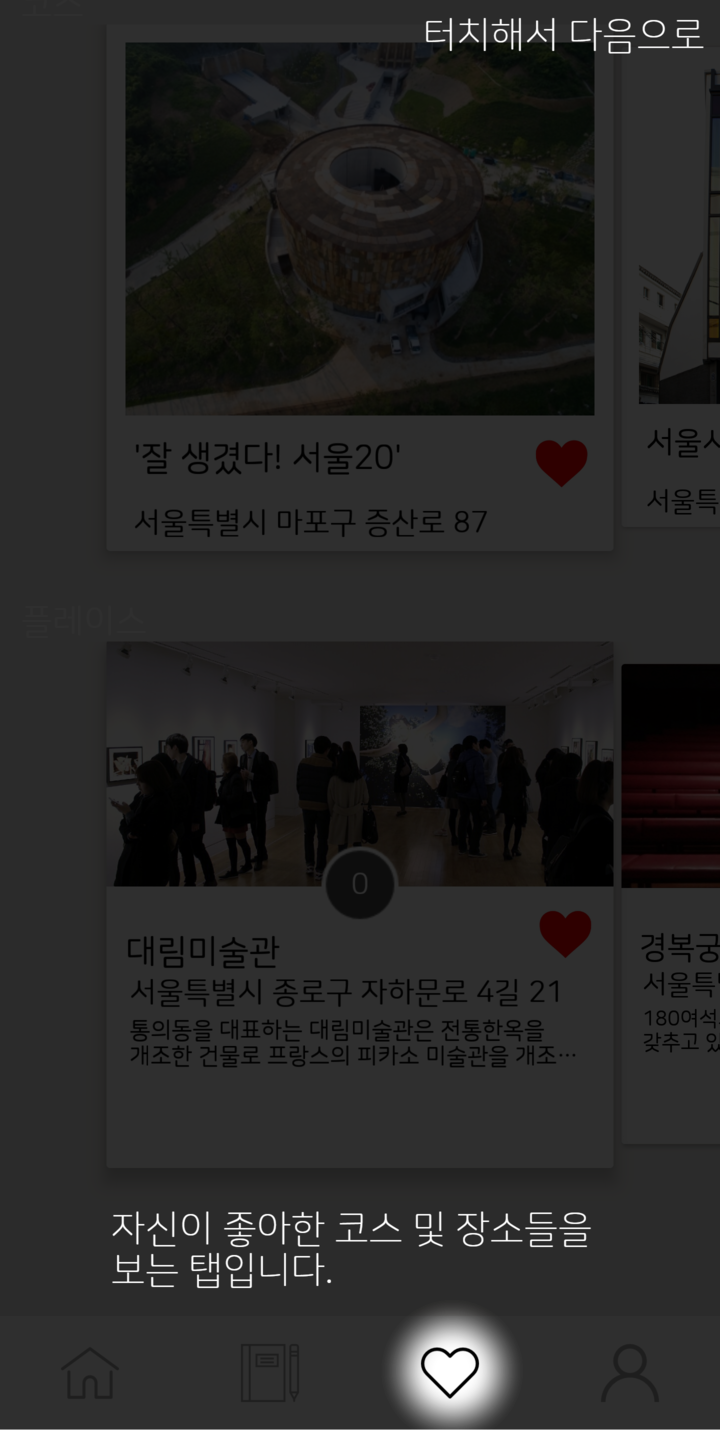 코스
터치해서 다음으로
'잘 생겼다! 서울20'
서울특별시 마포구 증산로 87
서울시
서울특
플레이스
0
대림미술관
서울특별시 종로구 자하문로 4길 21
통의동을 대표하는 대림미술관은 전통한옥을
개조한 건물로 프랑스의 피카소 미술관을 개조…
경복궁
서울특
180여석
갖추고
자신이 좋아한 코스 및 장소들을
보는 탭입니다.